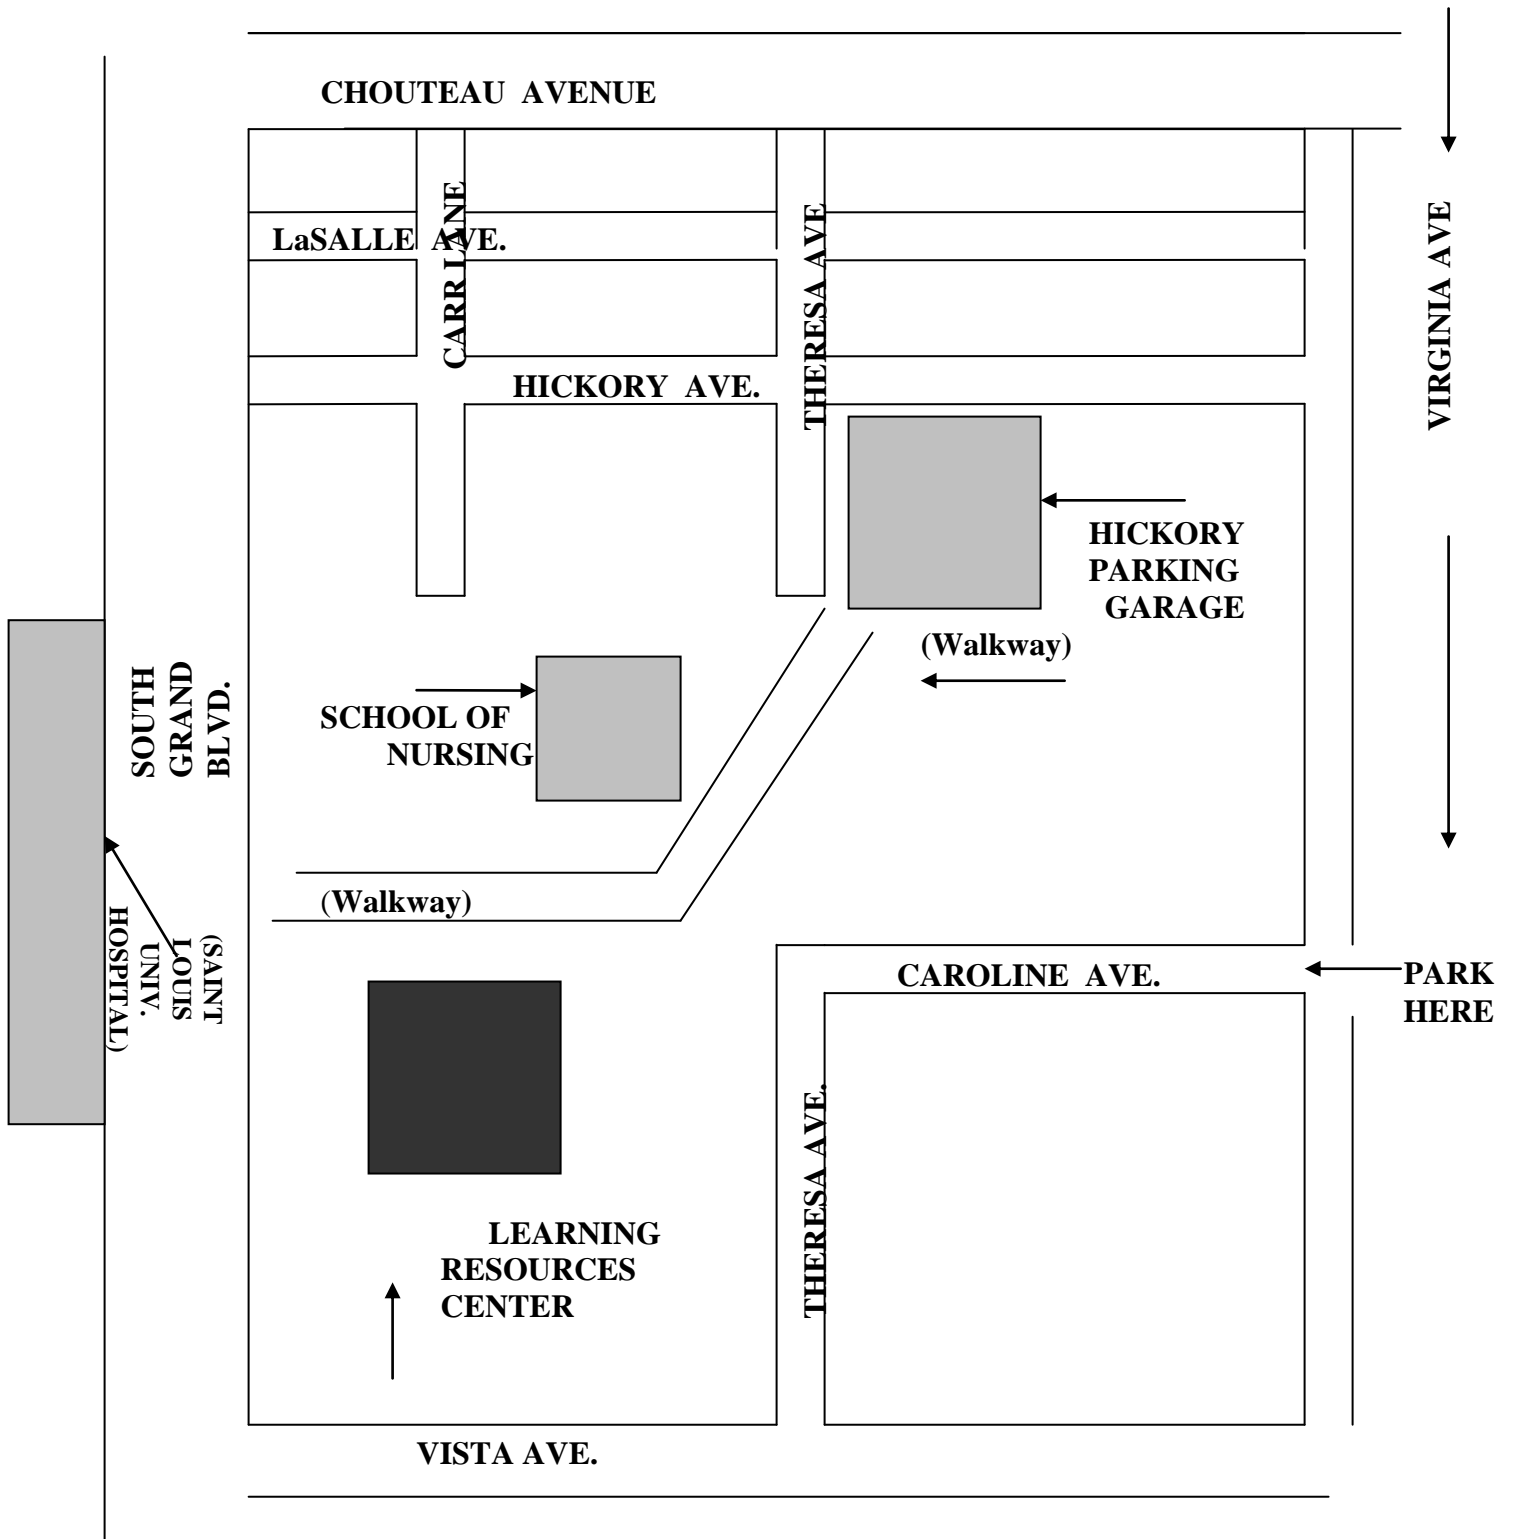 CHOUTEAU AVENUE
CARR LANE
THERESA AVE
VIRGINIA AVE
LaSALLE AVE.
HICKORY AVE.
HICKORY
PARKING
GARAGE
(Walkway)
SOUTH
GRAND
BLVD.
SCHOOL OF
NURSING
(Walkway)
(SAINT
LOUIS
UNIV.
HOSPITAL)
CAROLINE AVE.
PARK
HERE
THERESA AVE.
LEARNING
RESOURCES
CENTER
VISTA AVE.